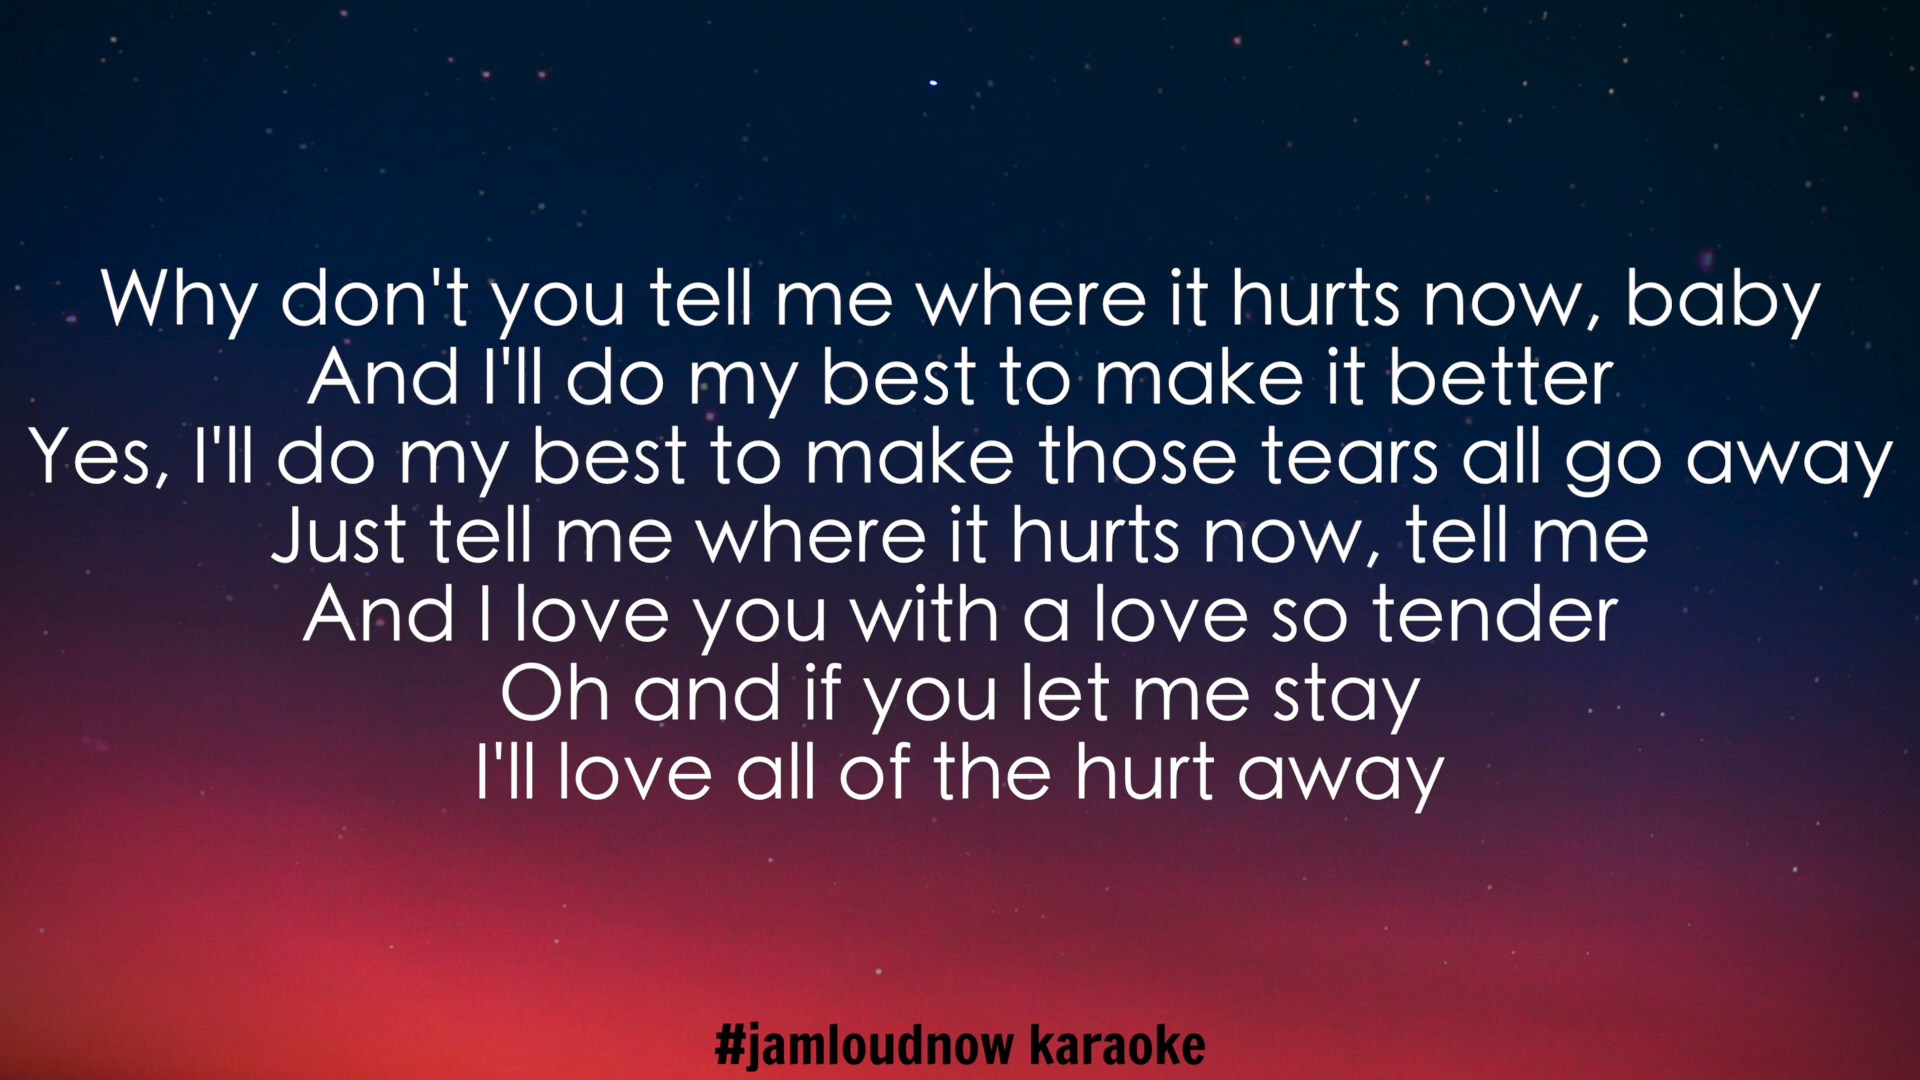 Why don't you tell me where it hurts now, baby
And I'll do my best to make it better
Yes, I'll do my best to make those tears all go away
Just tell me where it hurts now, tell me
And I love you with a love so tender
Oh and if you let me stay
I'll love all of the hurt away
#jamloudnow karaoke